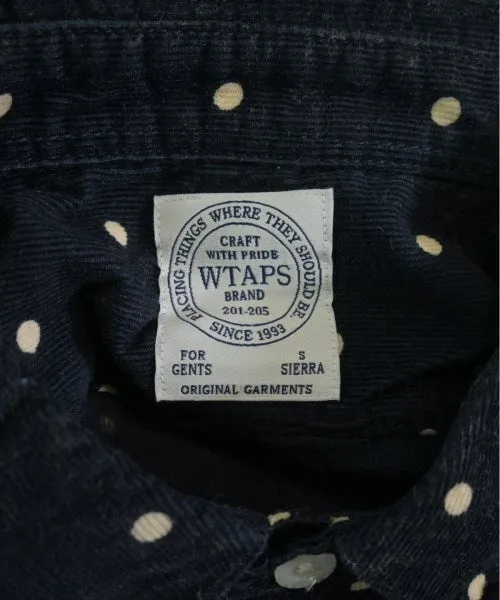 PLACING THINGS WHERE THEY SHOULD BE.
CRAFT
WITH PRIDE
WTAPS
BRAND
201-205
SINCE 1993
FOR GENTS
S SIERRA
ORIGINAL GARMENTS